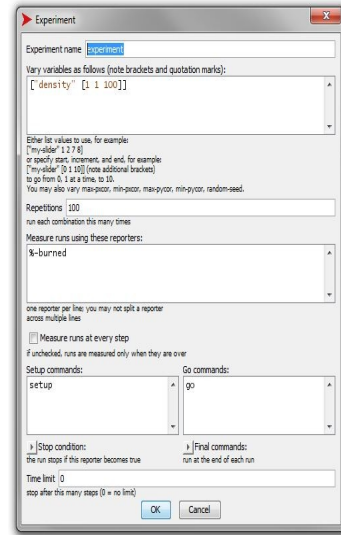 Experiment
Experiment name experiment
Vary variables as follows (note brackets and quotation marks):
["density" [1 1 100]]
Either list values to use, for example:
["my-slider" 1 2 7 8]
or specify start, increment, and end, for example:
["my-slider" [0 1 10]] (note additional brackets)
to go from 0, 1 at a time, to 10.
You may also vary max-pxcor, min-pxcor, max-pycor, min-pycor, random-seed.
Repetitions 100
run each combination this many times
Measure runs using these reporters:
%-burned
one reporter per line; you may not split a reporter
across multiple lines
Measure runs at every step
if unchecked, runs are measured only when they are over
Setup commands: Go commands:
setup go
Stop condition: Final commands:
the run stops if this reporter becomes true run at the end of each run
Time limit 0
stop after this many steps (0 = no limit)
OK Cancel